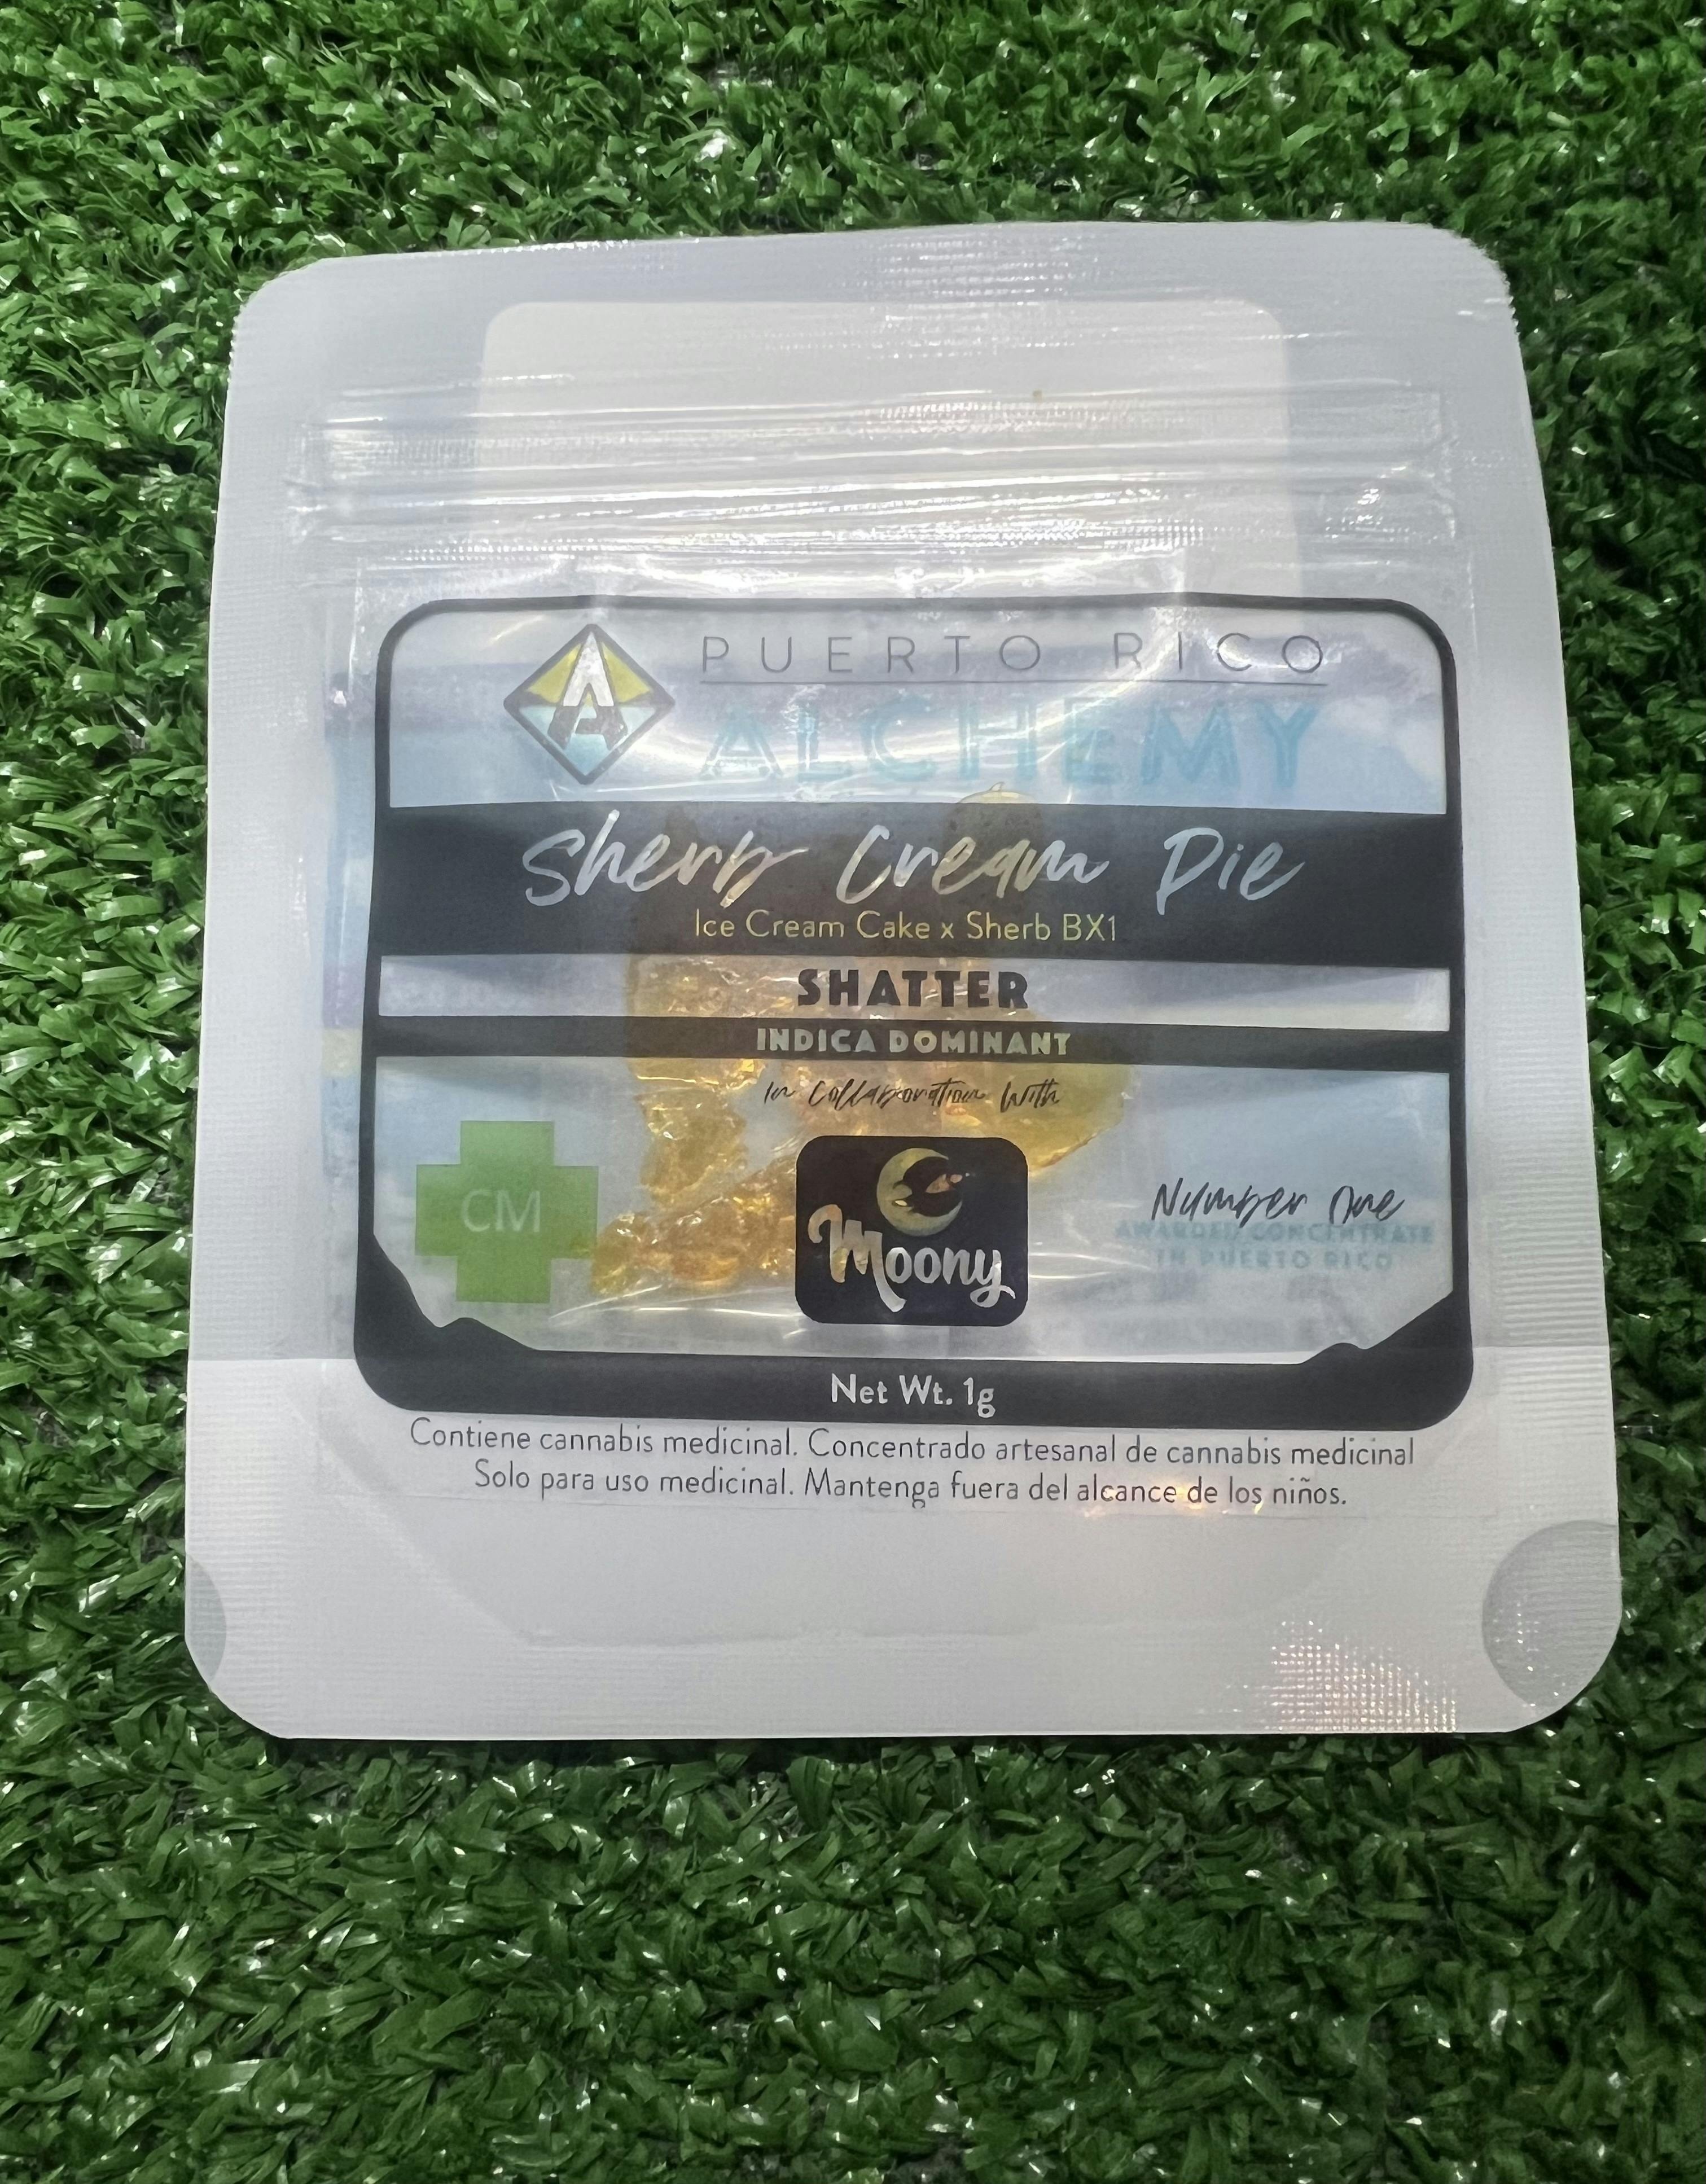 A
PUERTO RICO
ALCHEMY
Sherb Cream Pie
Ice Cream Cake x Sherb BX1
SHATTER
INDICA DOMINANT
In Collaboration With
CM
Moony
Number One
AWARDED CONCENTRATE
IN PUERTO RICO
Net Wt. 1g
Contiene cannabis medicinal. Concentrado artesanal de cannabis medicinal
Solo para uso medicinal. Mantenga fuera del alcance de los niños.